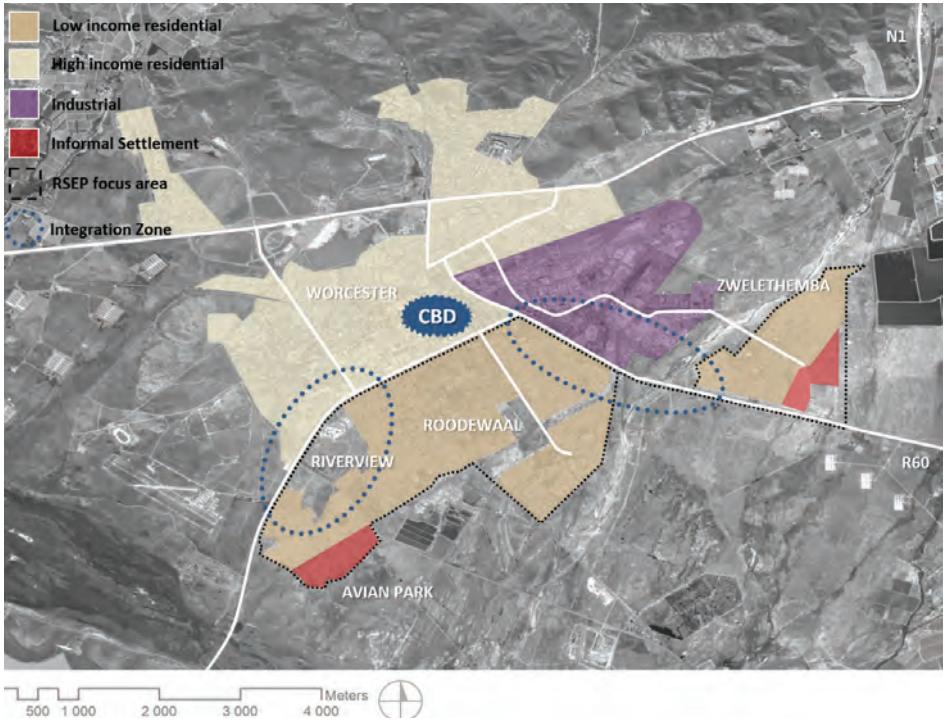 Low income residential
High income residential
Industrial
Informal Settlement
RSEP focus area
Integration Zone
N1
WORCESTER
CBD
ZWELETHEMBA
ROODEWAAL
RIVERVIEW
R60
AVIAN PARK
Meters
500 1 000 2 000 3 000 4 000